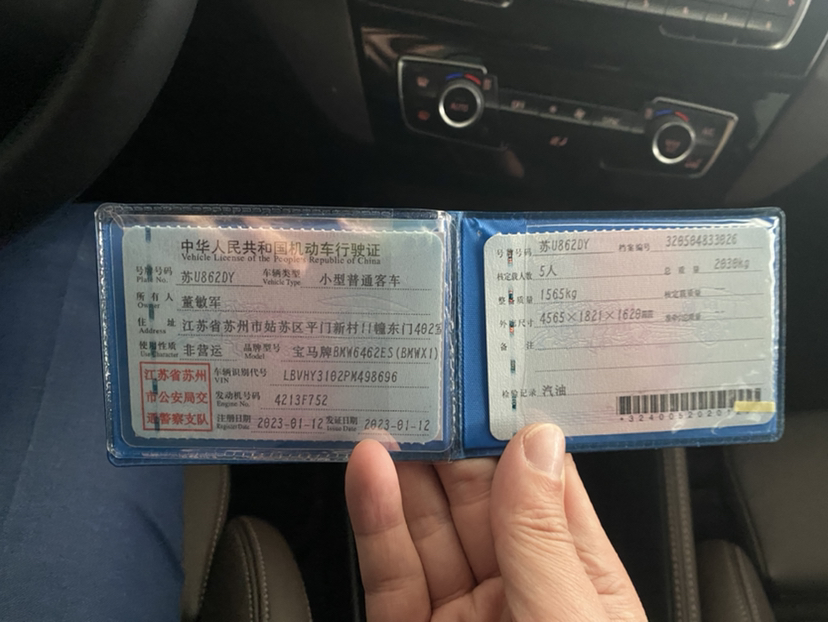 中华人民共和国机动车行驶证
Vehicle License of the People's Republic of China
号牌号码 苏U862DY 车辆类型 小型普通客车
Plate No. Vehicle Type
所有人 董敏军
Owner
住址 江苏省苏州市姑苏区平门新村11幢东门402室
Address
使用性质 非营运 品牌型号 宝马牌BMW6462ES(BMWX1)
Use Character Model
江苏省苏州
市公安局交
通警察支队
车辆识别代号 LBVHY3102PM498696
VIN
发动机号码 4213F752
Engine No.
注册日期 2023-01-12 发证日期 2023-01-12
Register Date Issue Date
号牌号码 苏U862DY 档案编号 320504833026
核定载人数 5人 总质量 2030kg
整备质量 1565kg 核定载质量 --
外廓尺寸 4565×1821×1620mm --
备注
检验记录 汽油
AUTO
OFF